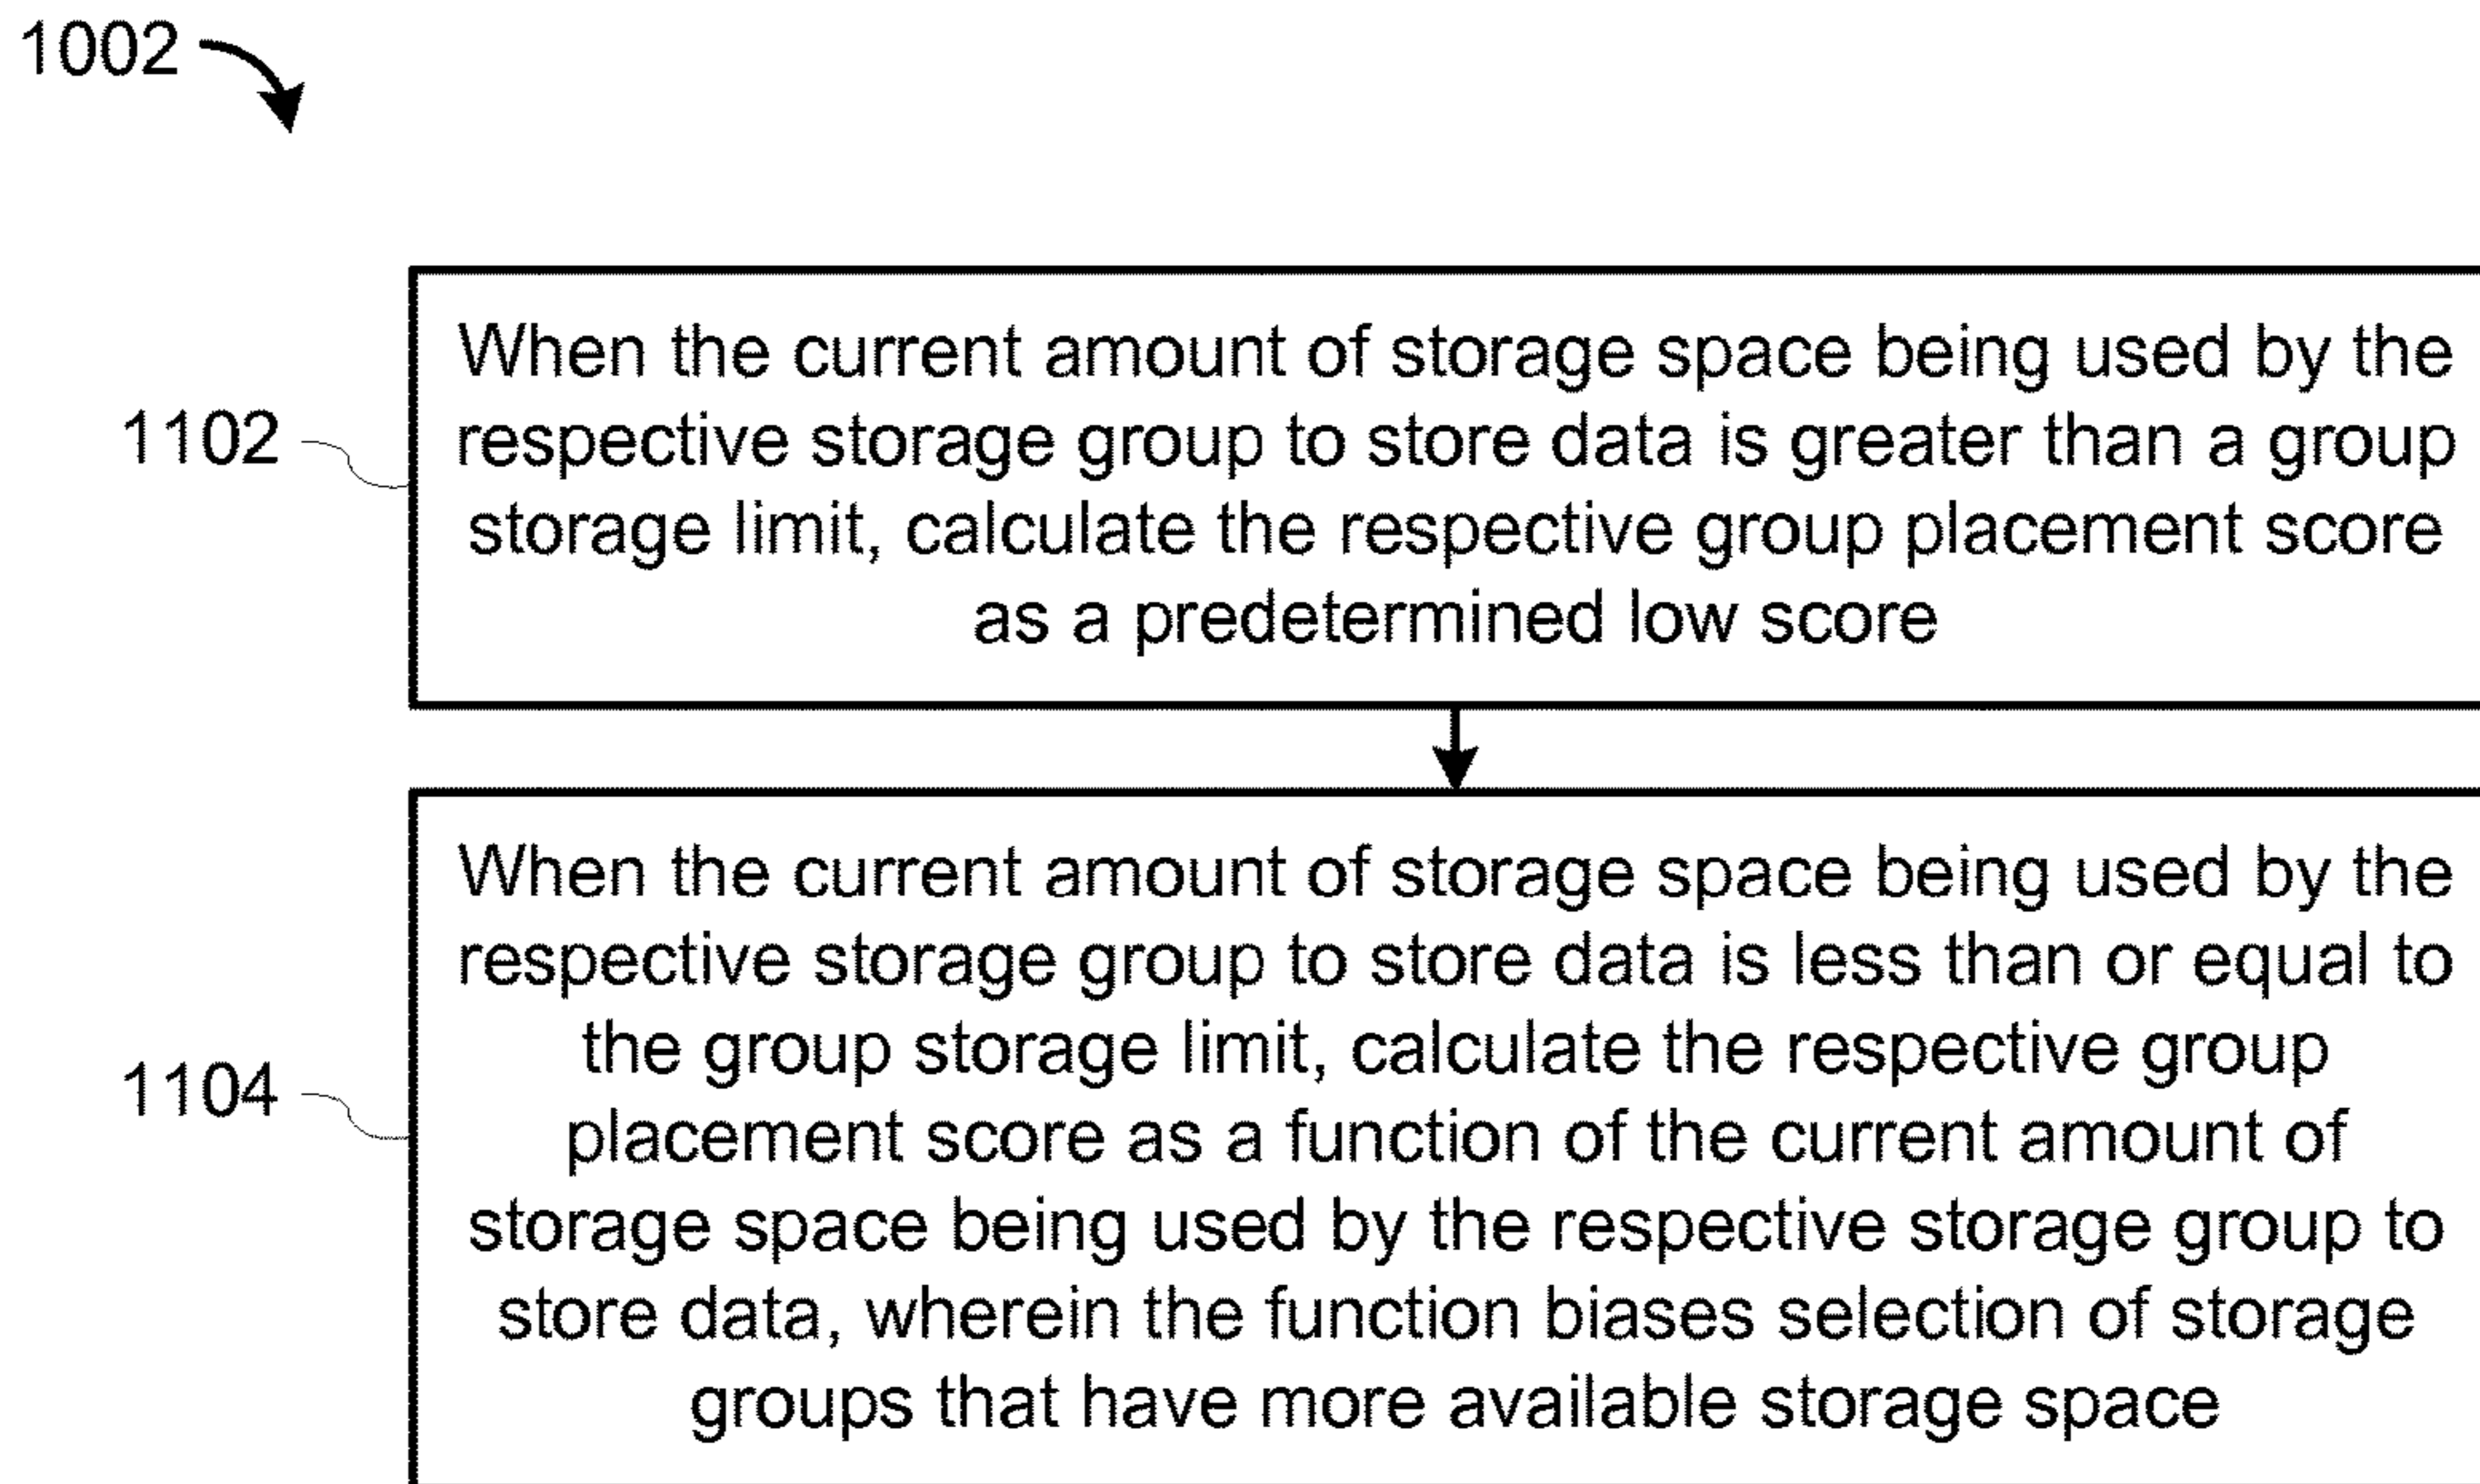 1002
When the current amount of storage space being used by the
respective storage group to store data is greater than a group
storage limit, calculate the respective group placement score
as a predetermined low score
1102
When the current amount of storage space being used by the
respective storage group to store data is less than or equal to
the group storage limit, calculate the respective group
placement score as a function of the current amount of
storage space being used by the respective storage group to
store data, wherein the function biases selection of storage
groups that have more available storage space
1104